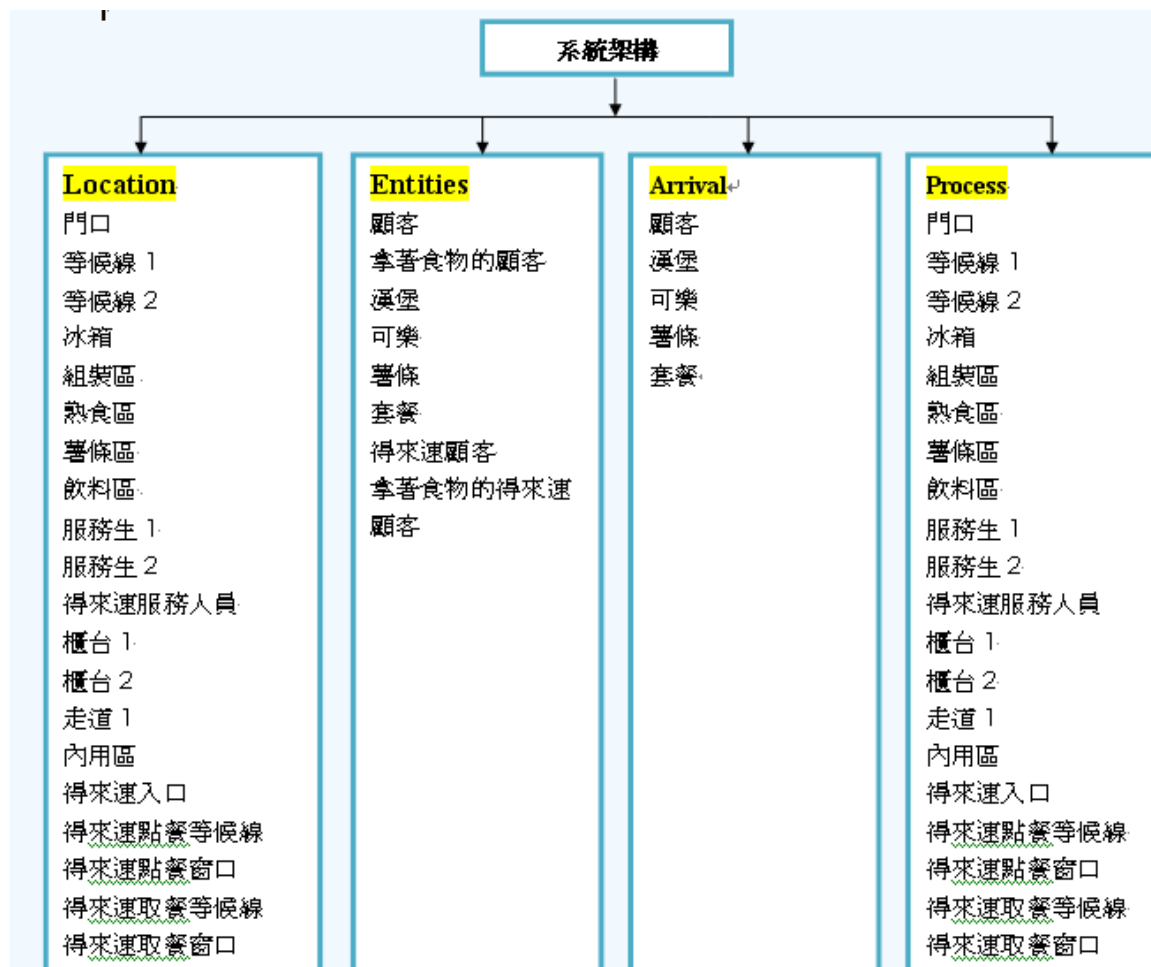 系統架構
Location
門口
等候線 1
等候線 2
冰箱
組裝區
熟食區
薯條區
飲料區
服務生 1
服務生 2
得來速服務人員
櫃台 1
櫃台 2
走道 1
內用區
得來速入口
得來速點餐等候線
得來速點餐窗口
得來速取餐等候線
得來速取餐窗口
Entities
顧客
拿著食物的顧客
漢堡
可樂
薯條
套餐
得來速顧客
拿著食物的得來速
顧客
Arrival
顧客
漢堡
可樂
薯條
套餐
Process
門口
等候線 1
等候線 2
冰箱
組裝區
熟食區
薯條區
飲料區
服務生 1
服務生 2
得來速服務人員
櫃台 1
櫃台 2
走道 1
內用區
得來速入口
得來速點餐等候線
得來速點餐窗口
得來速取餐等候線
得來速取餐窗口